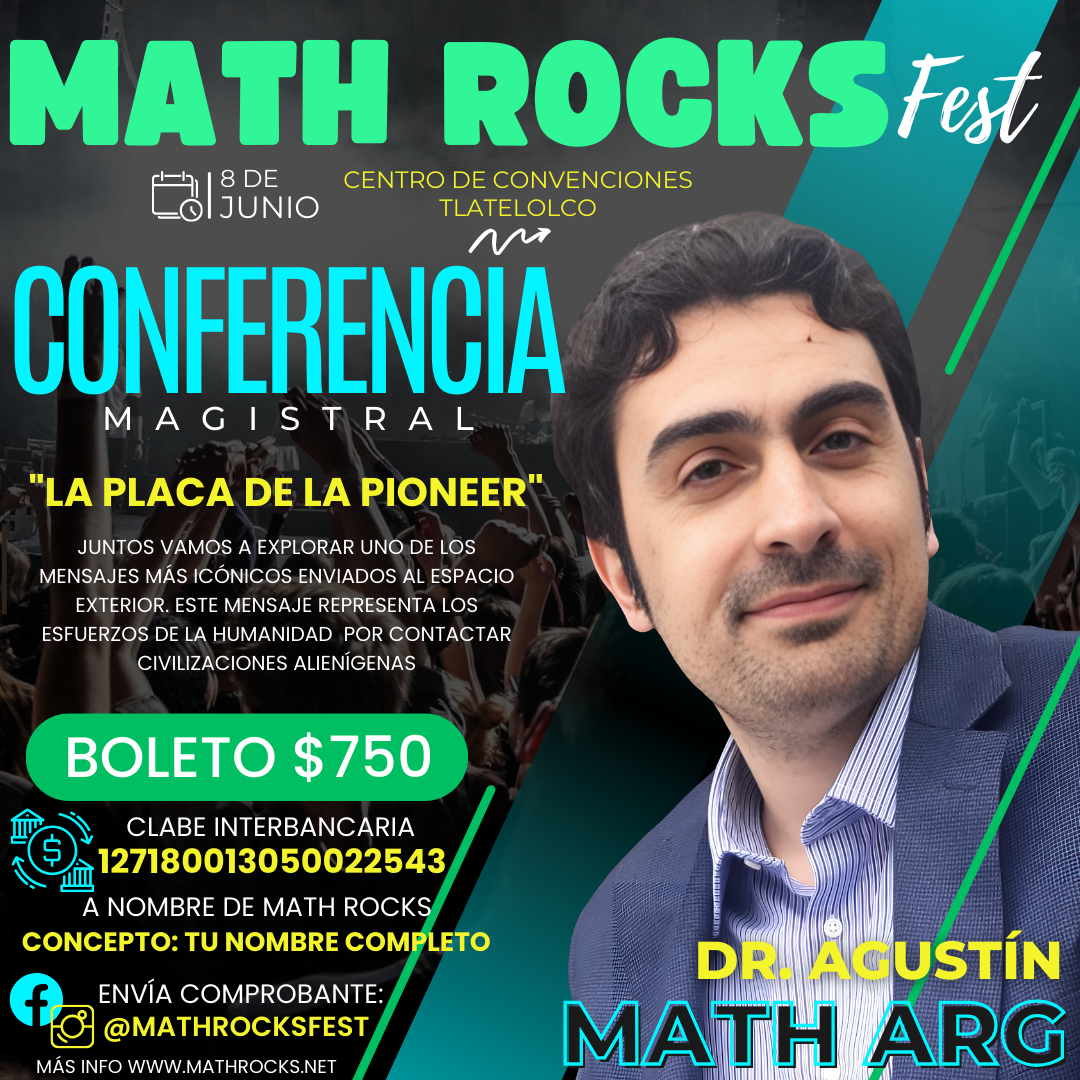 MATH ROCKS Fest
8 DE
JUNIO
CENTRO DE CONVENCIONES
TLATELOLCO
CONFERENCIA
MAGISTRAL
"LA PLACA DE LA PIONEER"
JUNTOS VAMOS A EXPLORAR UNO DE LOS
MENSAJES MÁS ICÓNICOS ENVIADOS AL ESPACIO
EXTERIOR. ESTE MENSAJE REPRESENTA LOS
ESFUERZOS DE LA HUMANIDAD POR CONTACTAR
CIVILIZACIONES ALIENÍGENAS
BOLETO $750
CLABE INTERBANCARIA
127180013050022543
A NOMBRE DE MATH ROCKS
CONCEPTO: TU NOMBRE COMPLETO
ENVÍA COMPROBANTE:
@MATHROCKSFEST
MÁS INFO WWW.MATHROCKS.NET
DR. AGUSTÍN
MATH ARG